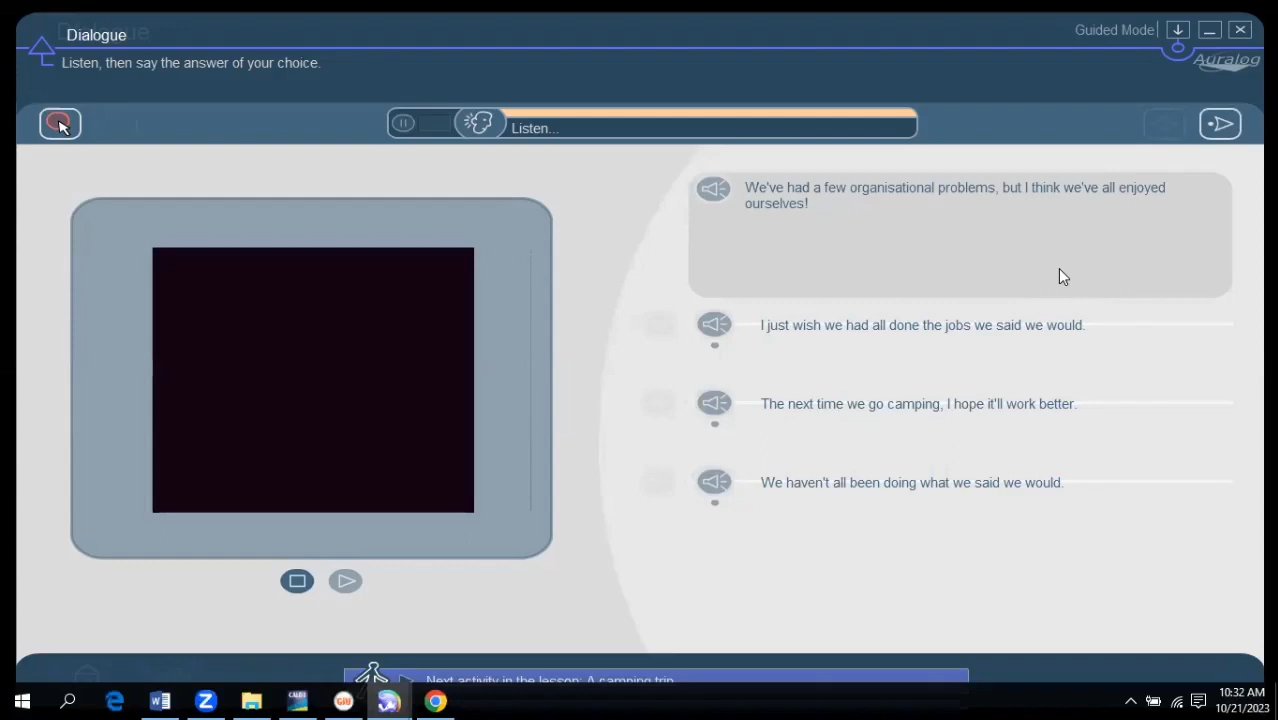 Dialogue
Guided Mode
Listen, then say the answer of your choice.
Auralog
Listen...
We've had a few organisational problems, but I think we've all enjoyed
ourselves!
I just wish we had all done the jobs we said we would.
The next time we go camping, I hope it'll work better.
We haven't all been doing what we said we would.
Next activity in the lesson: A camping trip
CALL
GIU
10:32 AM
10/21/2023